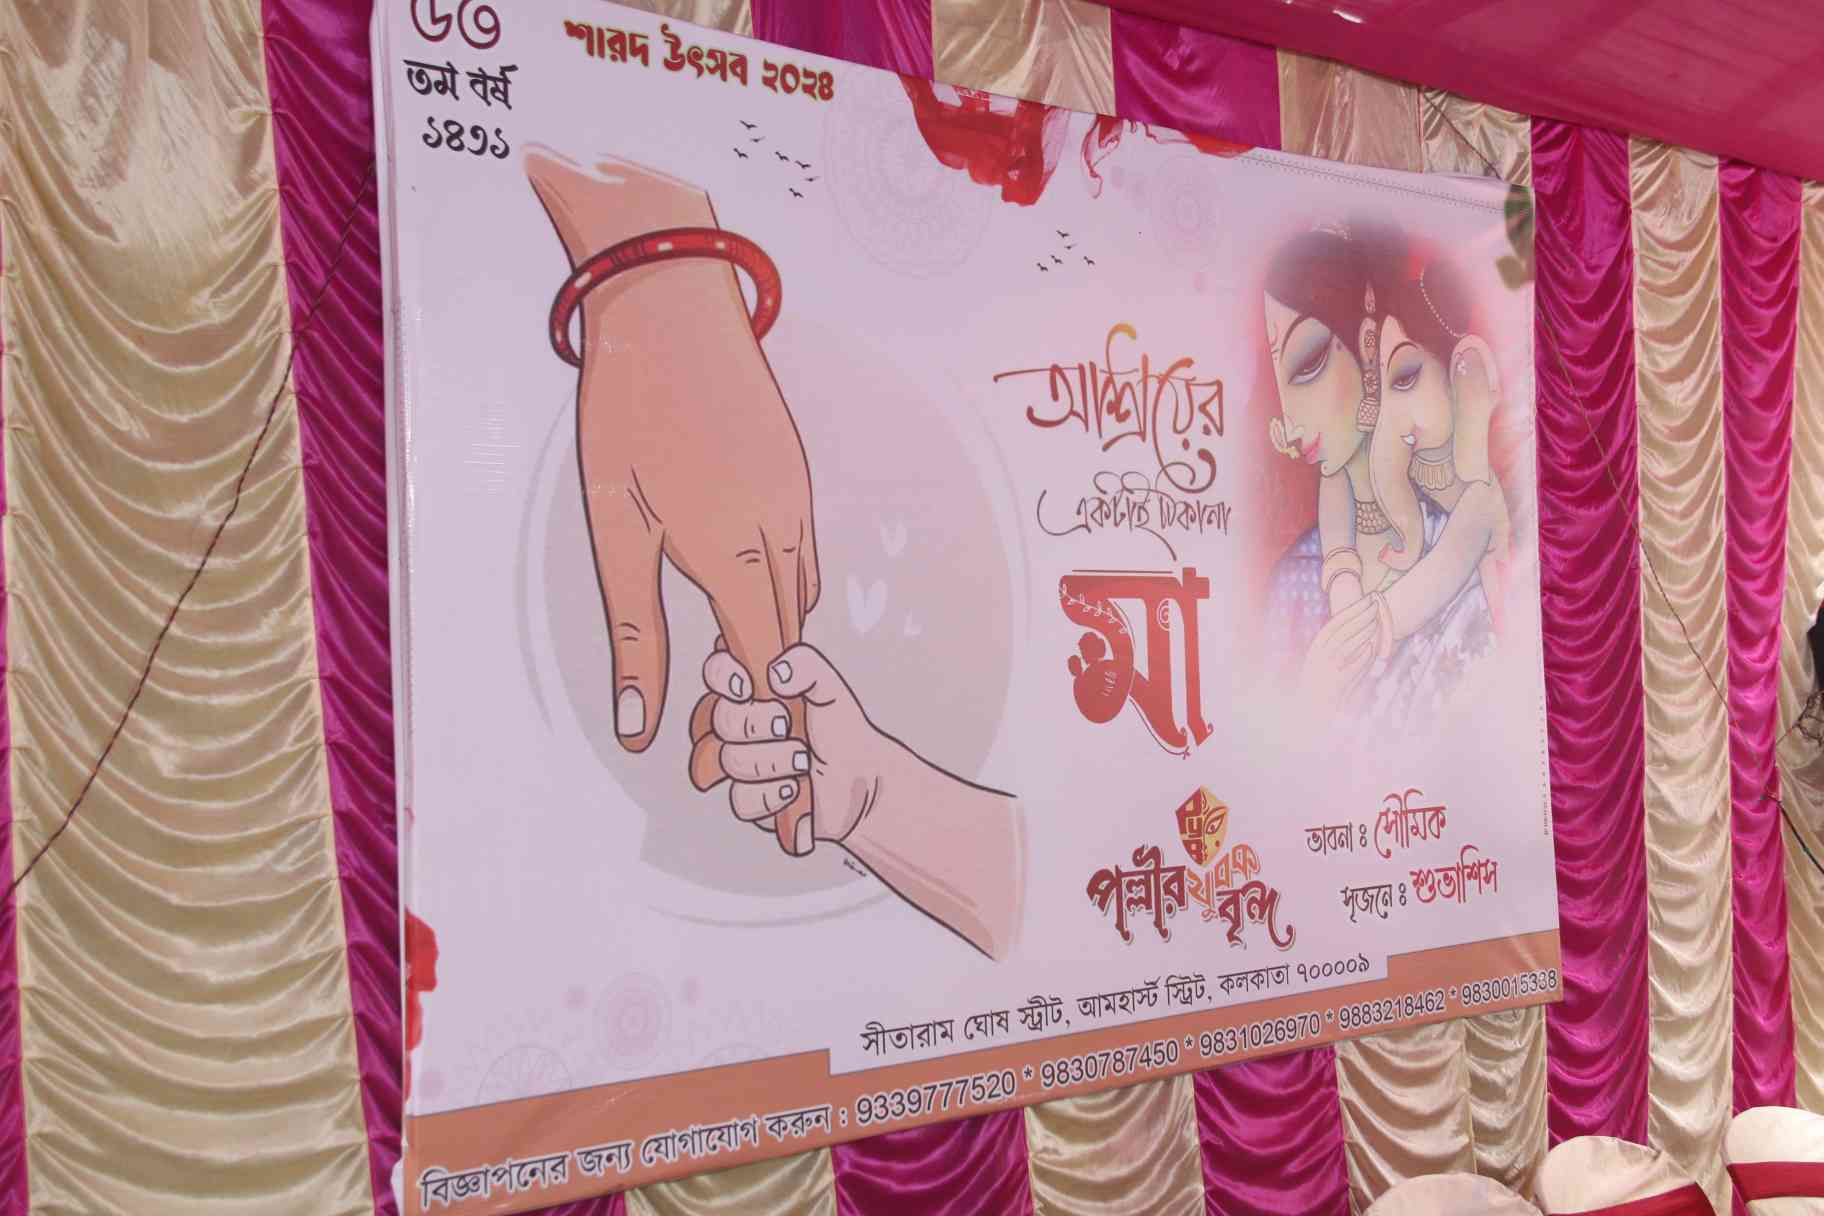 ৬৩
তম বর্ষ
১৪৩১
শারদ উৎসব ২০২৪
আশ্রয়ের
একটাই ঠিকানা
মা
পল্লীর যুবক
বৃন্দ
ভাবনা ঃ সৌমিক
সৃজনে ঃ শুভাশিস
সীতারাম ঘোষ স্ট্রীট, আমহার্স্ট স্ট্রিট, কলকাতা ৭০০০০৯
বিজ্ঞাপনের জন্য যোগাযোগ করুন : 9339777520 * 9830787450 * 9831026970 * 9883218462 * 9830015338